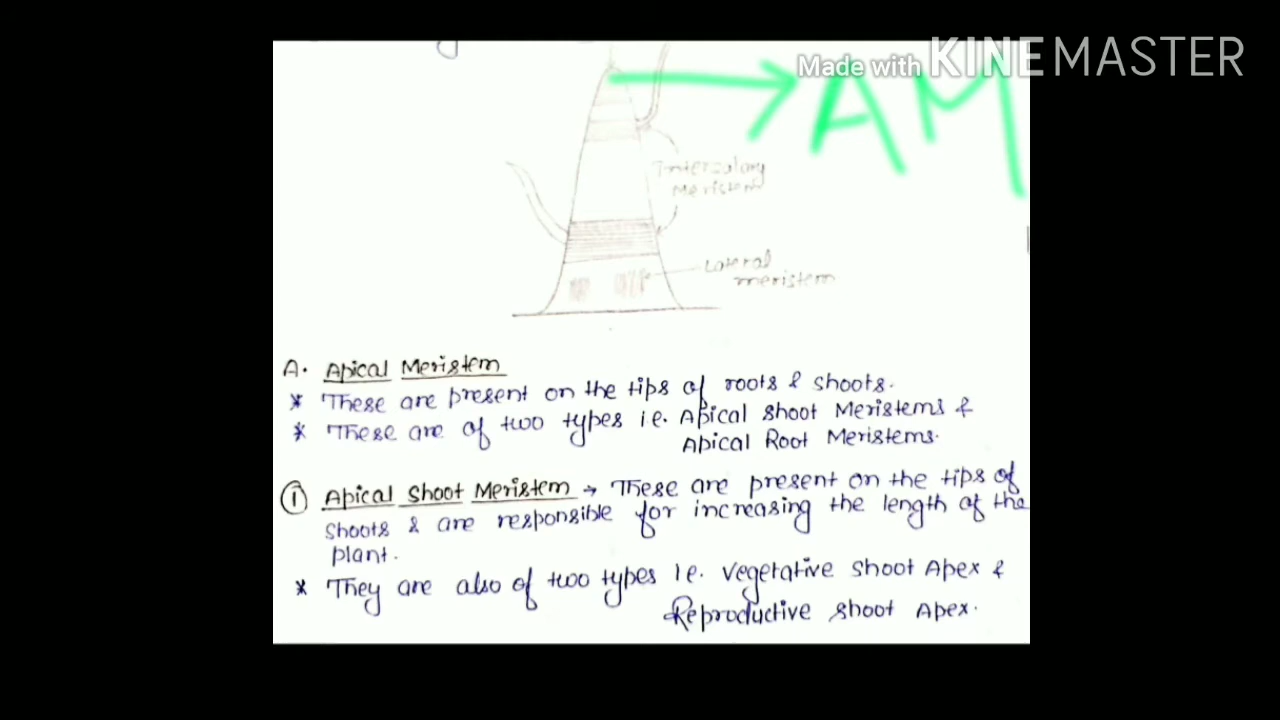 Made with KINEMASTER
AM
Intercalary
Meristem
Lateral
meristem
A. Apical Meristem
* These are present on the tips of roots & shoots.
* These are of two types i.e. Apical shoot Meristems &
Apical Root Meristems.
① Apical Shoot Meristem → These are present on the tips of
shoots & are responsible for increasing the length of the
plant.
* They are also of two types i.e. Vegetative shoot Apex &
Reproductive shoot Apex.